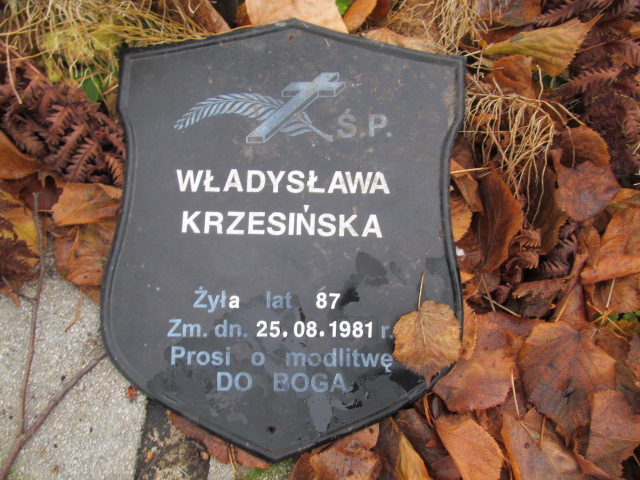 Ś.P.
WŁADYSŁAWA
KRZESIŃSKA
Żyła lat 87
Zm. dn. 25.08.1981 r.
Prosi o modlitwę
DO BOGA